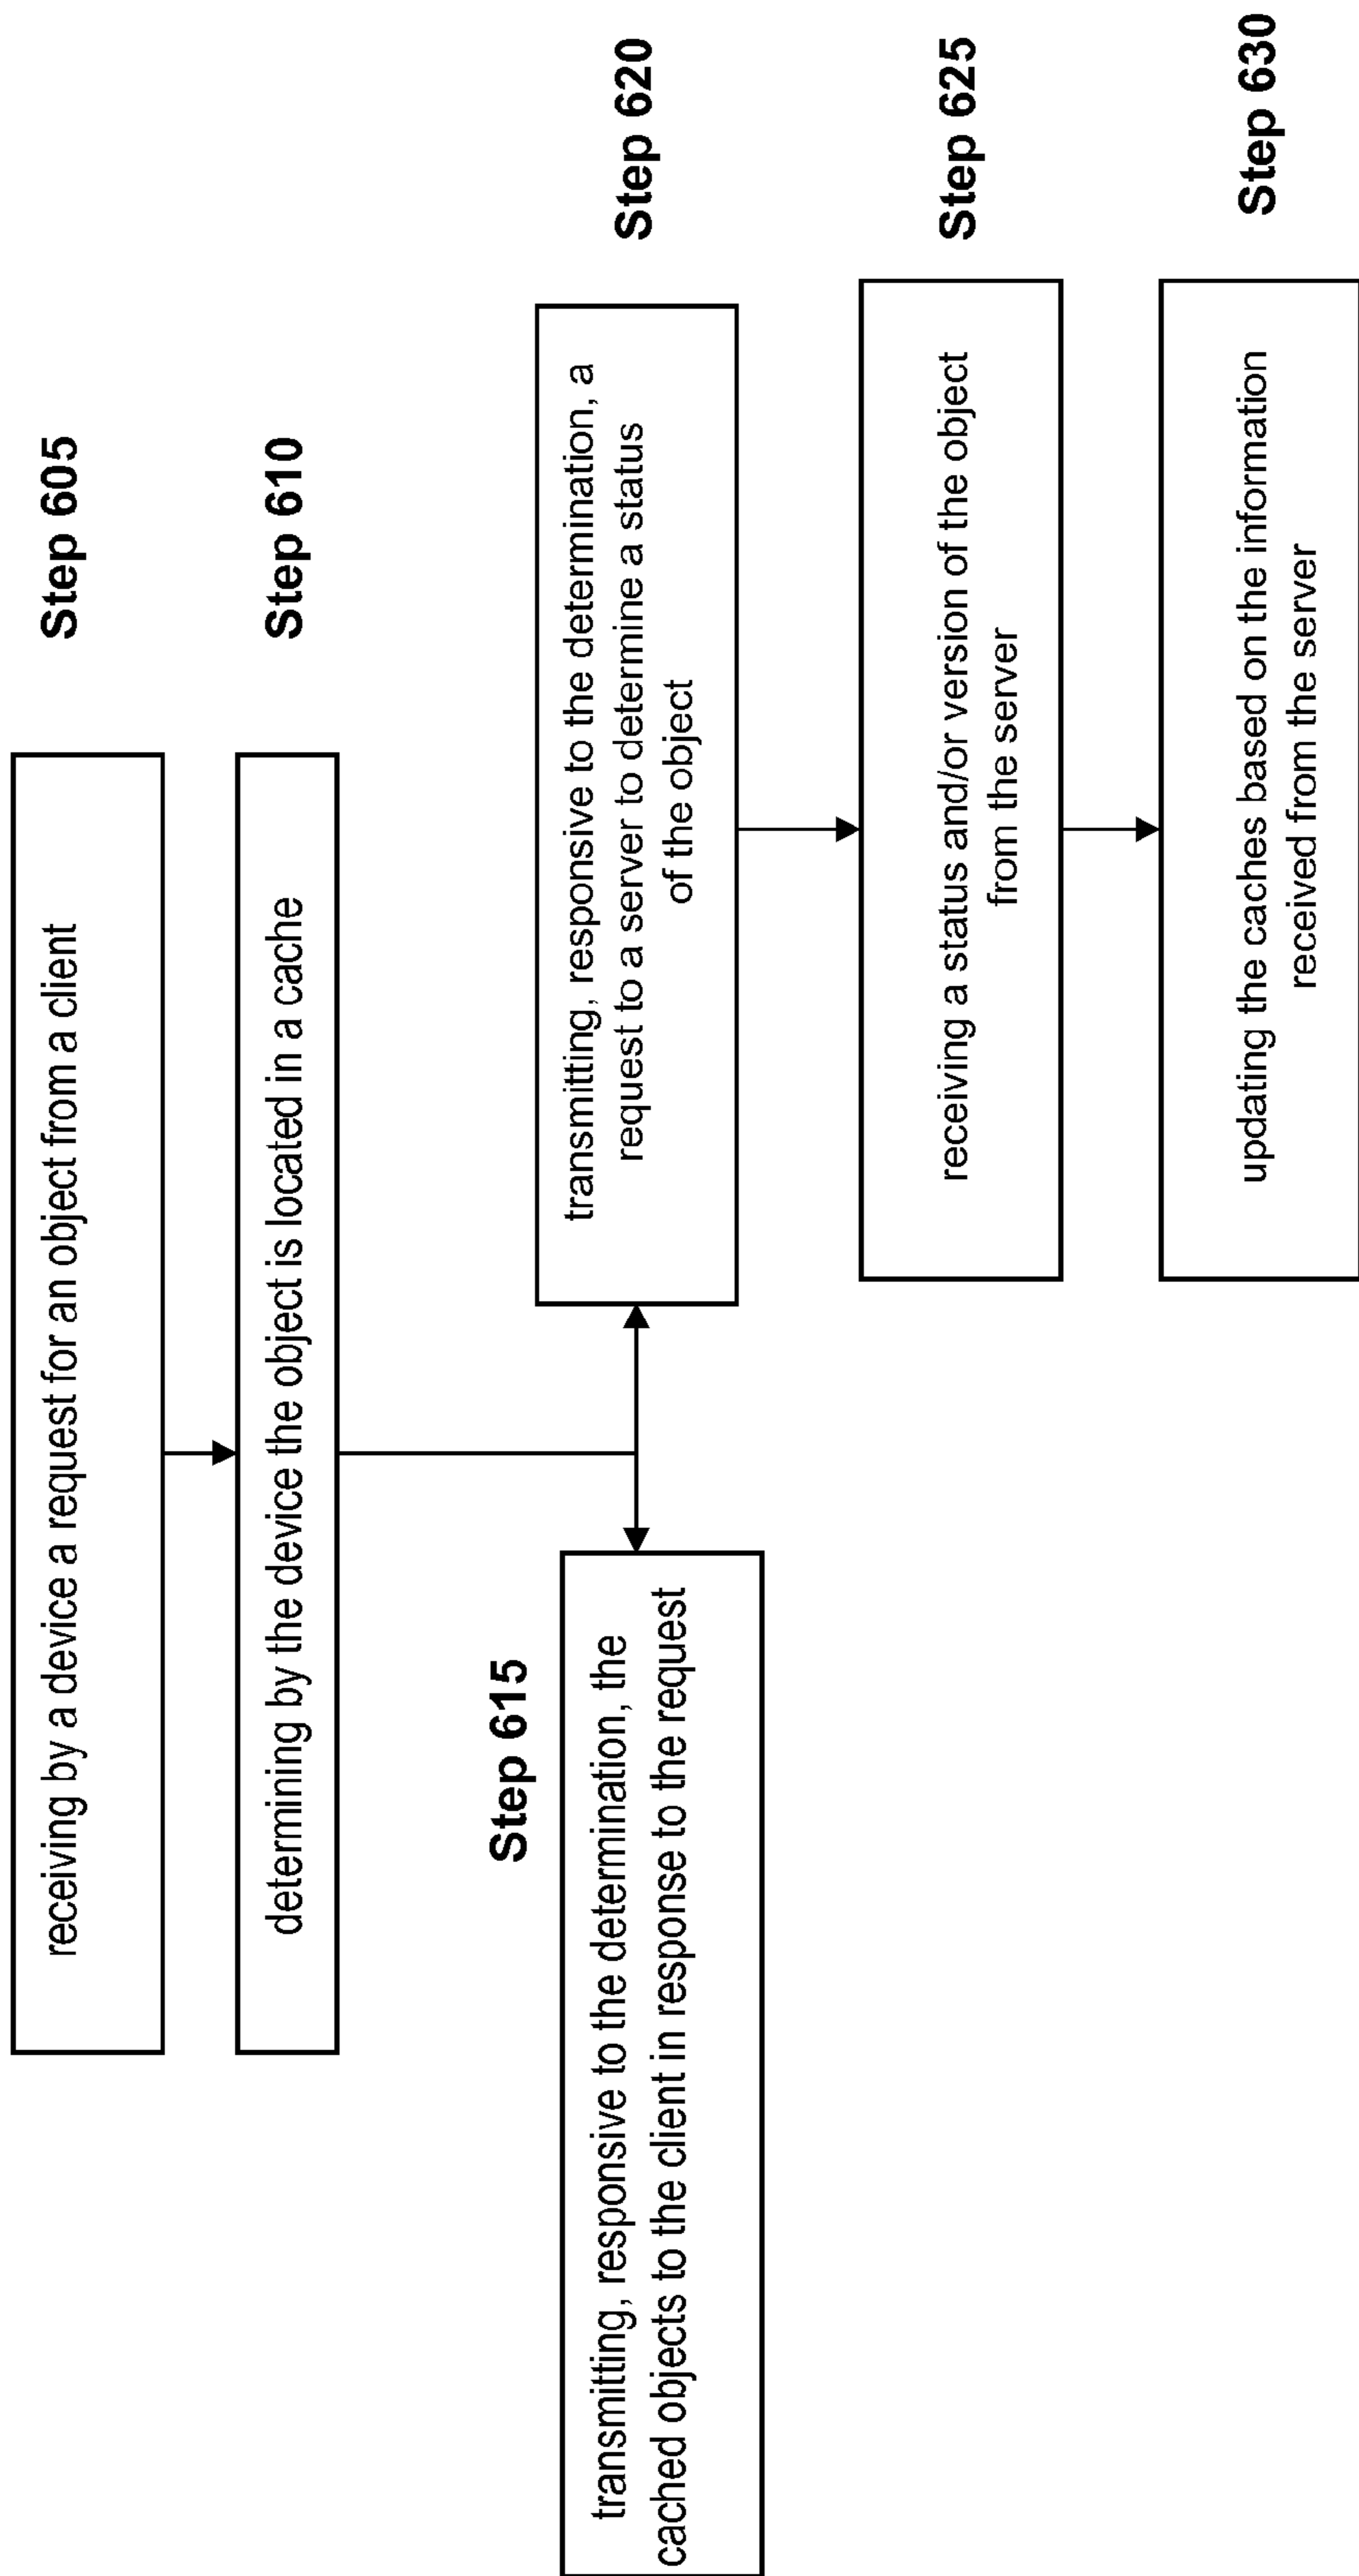 Step 605
receiving by a device a request for an object from a client
Step 610
determining by the device the object is located in a cache
Step 615
transmitting, responsive to the determination, the
cached objects to the client in response to the request
Step 620
transmitting, responsive to the determination, a
request to a server to determine a status
of the object
Step 625
receiving a status and/or version of the object
from the server
Step 630
updating the caches based on the information
received from the server